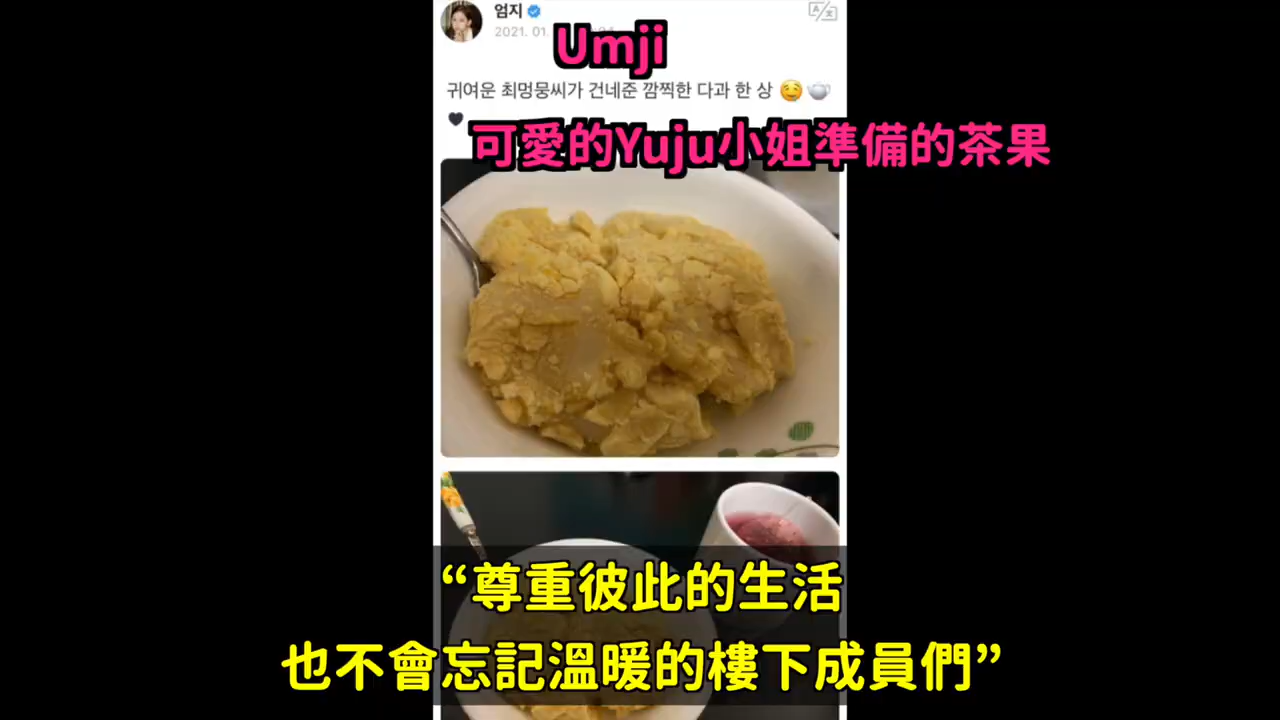 엄지
2021. 01.
Umji
귀여운 최멍뭉씨가 건네준 깜찍한 다과 한 상 🤤🫖
🖤
可愛的Yuju小姐準備的茶果
“尊重彼此的生活
也不會忘記溫暖的樓下成員們”